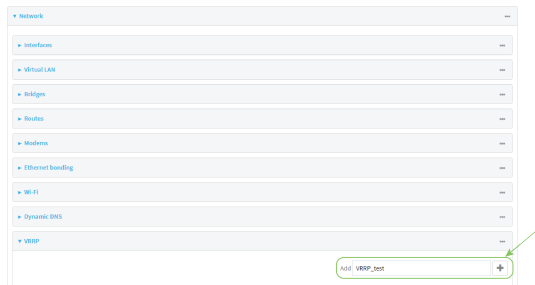 Network
Interfaces
Virtual LAN
Bridges
Routes
Modems
Ethernet bonding
Wi-Fi
Dynamic DNS
VRRP
Add VRRP_test